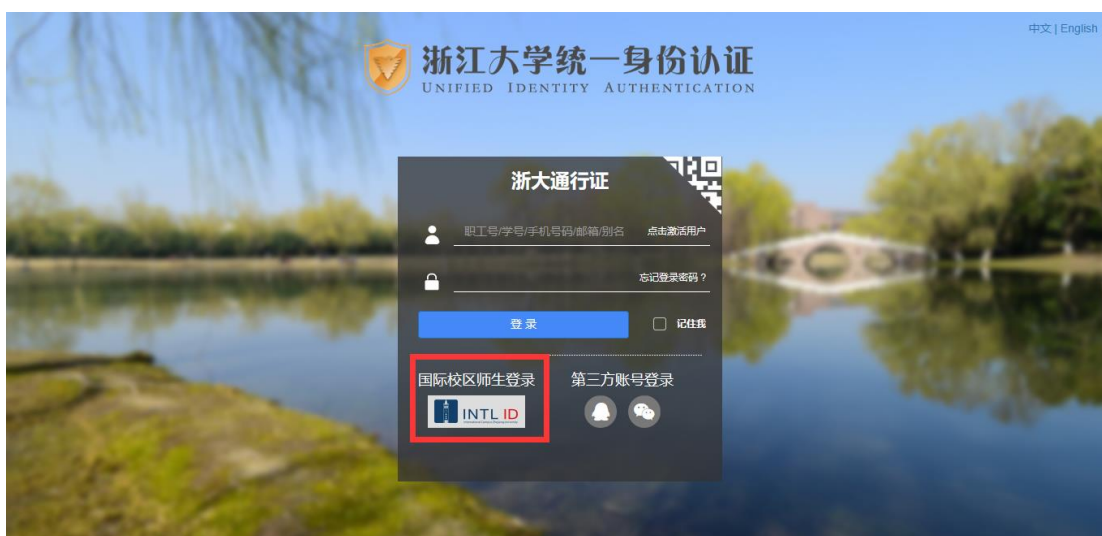 中文 | English
浙江大学统一身份认证
UNIFIED IDENTITY AUTHENTICATION
浙大通行证
职工号/学号/手机号码/邮箱/别名 点击激活用户
忘记登录密码？
登 录 记住我
国际校区师生登录 第三方账号登录
INTL ID